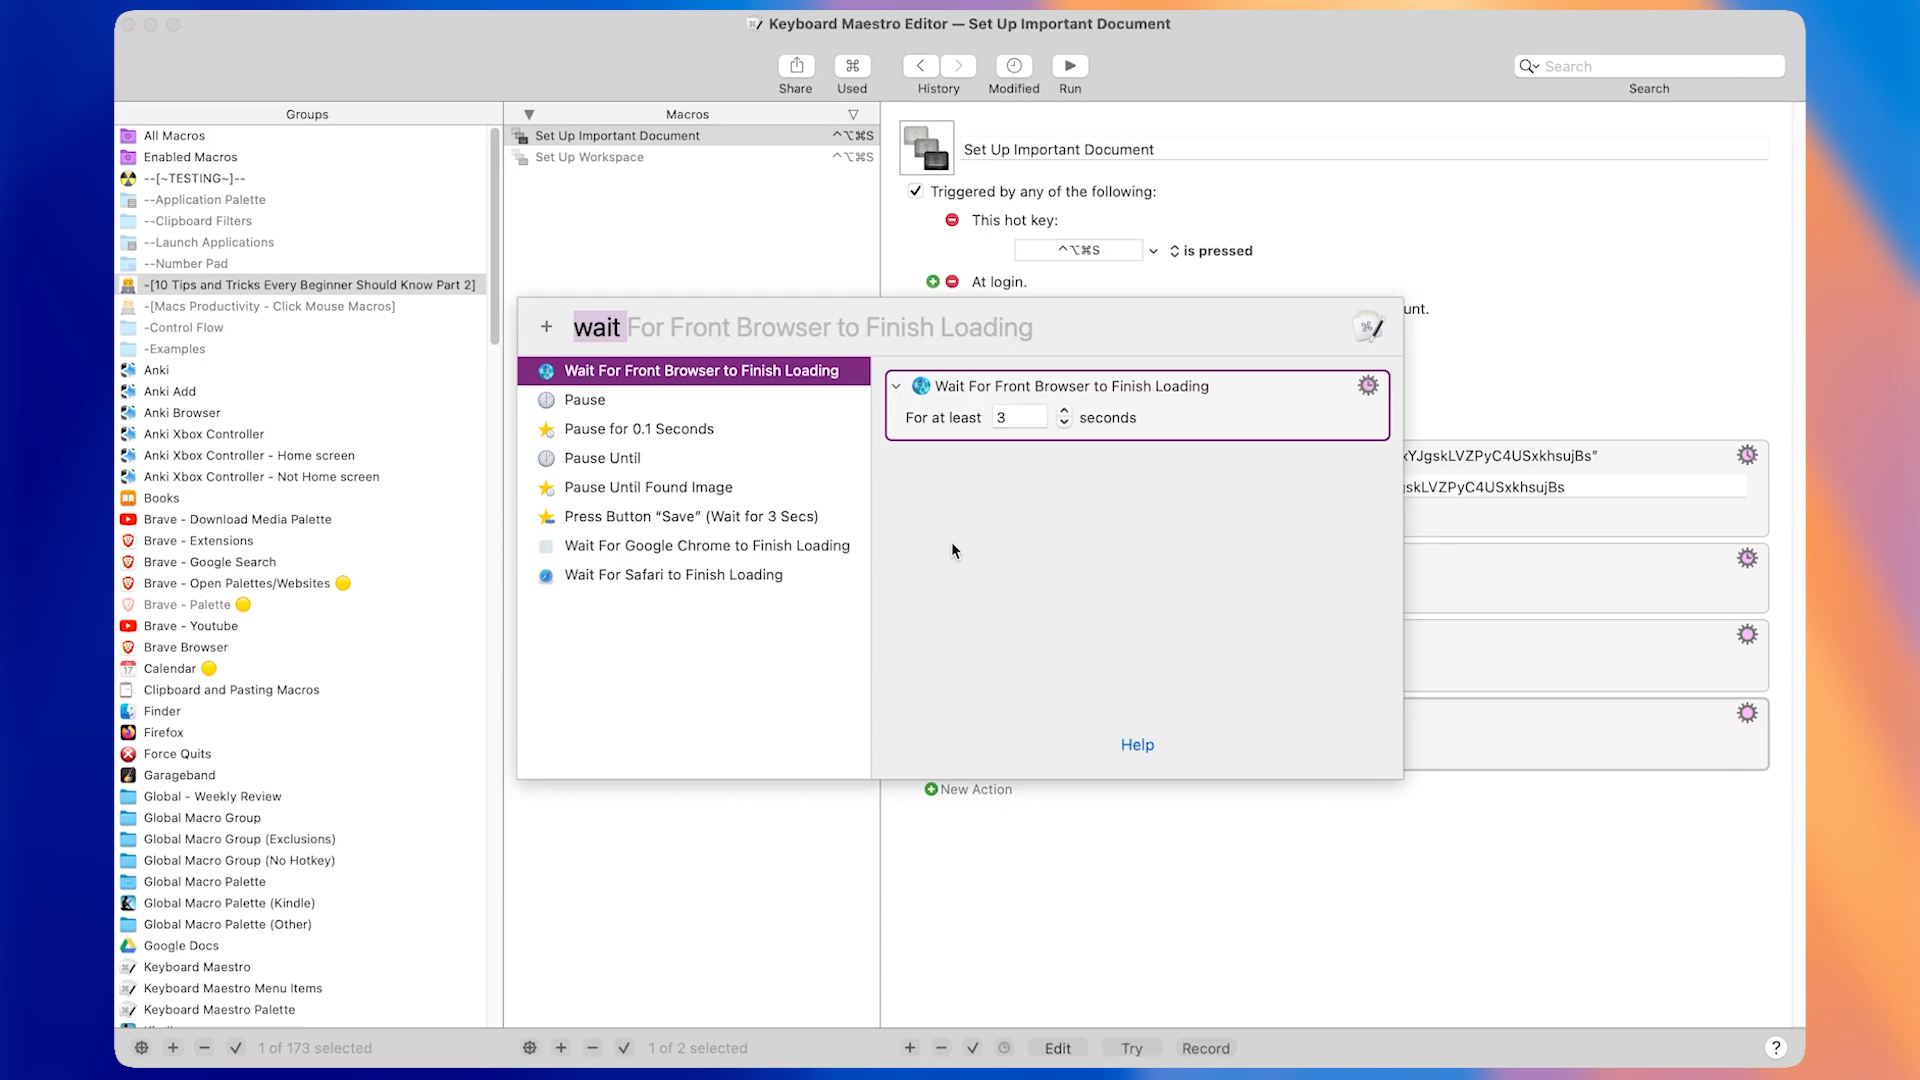 Keyboard Maestro Editor — Set Up Important Document
Share
Used
History
Modified
Run
Search
Search
Groups
All Macros
Enabled Macros
--[~TESTING~]--
--Application Palette
--Clipboard Filters
--Launch Applications
--Number Pad
-[10 Tips and Tricks Every Beginner Should Know Part 2]
-[Macs Productivity - Click Mouse Macros]
-Control Flow
-Examples
Anki
Anki Add
Anki Browser
Anki Xbox Controller
Anki Xbox Controller - Home screen
Anki Xbox Controller - Not Home screen
Books
Brave - Download Media Palette
Brave - Extensions
Brave - Google Search
Brave - Open Palettes/Websites
Brave - Palette
Brave - Youtube
Brave Browser
Calendar
Clipboard and Pasting Macros
Finder
Firefox
Force Quits
Garageband
Global - Weekly Review
Global Macro Group
Global Macro Group (Exclusions)
Global Macro Group (No Hotkey)
Global Macro Palette
Global Macro Palette (Kindle)
Global Macro Palette (Other)
Google Docs
Keyboard Maestro
Keyboard Maestro Menu Items
Keyboard Maestro Palette
1 of 173 selected
Macros
Set Up Important Document ^⌥⌘S
Set Up Workspace ^⌥⌘S
1 of 2 selected
Set Up Important Document
Triggered by any of the following:
This hot key:
^⌥⌘S is pressed
At login.
unt.
wait For Front Browser to Finish Loading
Wait For Front Browser to Finish Loading
Pause
Pause for 0.1 Seconds
Pause Until
Pause Until Found Image
Press Button “Save” (Wait for 3 Secs)
Wait For Google Chrome to Finish Loading
Wait For Safari to Finish Loading
Wait For Front Browser to Finish Loading
For at least 3 seconds
Help
YJgskLVZPyC4USxkhsujBs”
skLVZPyC4USxkhsujBs
New Action
Edit
Try
Record
?